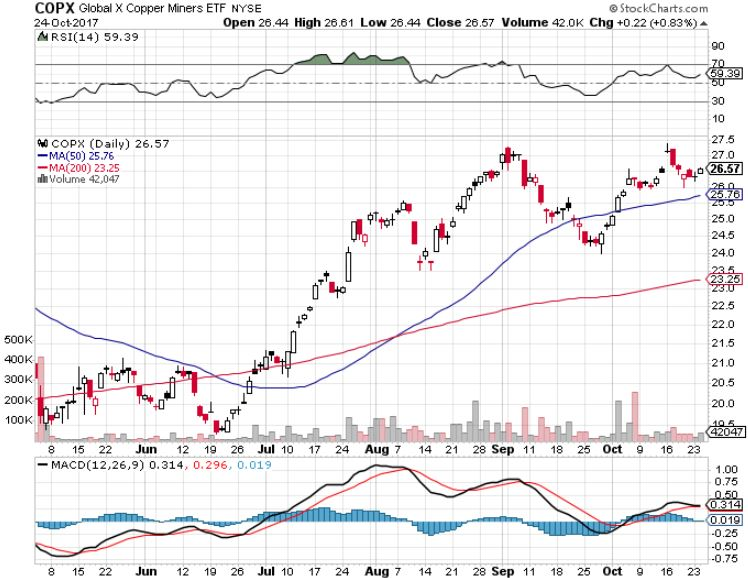 COPX Global X Copper Miners ETF NYSE © StockCharts.com
24-Oct-2017 Open 26.44 High 26.61 Low 26.44 Close 26.57 Volume 42.0K Chg +0.22 (+0.83%)
RSI(14) 59.39
90
70
59.39
50
30
10
COPX (Daily) 26.57
MA(50) 25.76
MA(200) 23.25
Volume 42,047
27.5
27.0
26.57
26.0
25.76
25.5
25.0
24.5
24.0
23.5
23.25
23.0
22.5
22.0
21.5
21.0
20.5
20.0
19.5
500K
400K
300K
200K
100K
42047
8 15 22 Jun 12 19 26 Jul 10 17 24 Aug 7 14 21 28 Sep 11 18 25 Oct 9 16 23
MACD(12,26,9) 0.314, 0.296, 0.019
1.00
0.75
0.50
0.314
0.019
-0.25
-0.50
-0.75
8 15 22 Jun 12 19 26 Jul 10 17 24 Aug 7 14 21 28 Sep 11 18 25 Oct 9 16 23